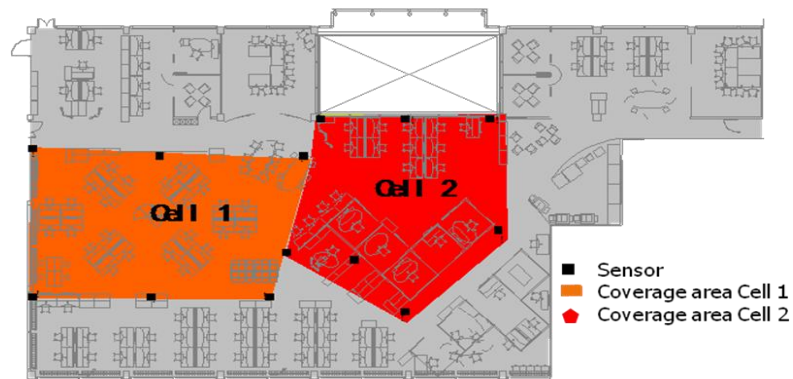 Cell 1
Cell 2
Sensor
Coverage area Cell 1
Coverage area Cell 2